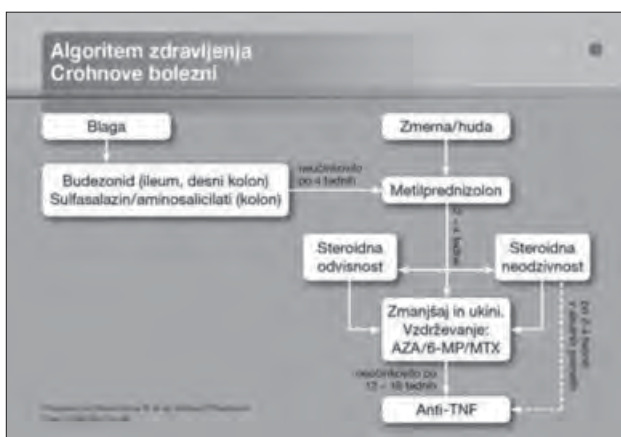 Algoritem zdravljenja
Crohnove bolezni
Blaga
Zmerna/huda
Budezonid (ileum, desni kolon)
Sulfasalazin/aminosalicilati (kolon)
neučinkovito
po 4 tednih
Metilprednizolon
Steroidna
odvisnost
Steroidna
neodzivnost
Zmanjšaj in ukini.
Vzdrževanje:
AZA/6-MP/MTX
neučinkovito po
12 – 16 tednih
Anti-TNF